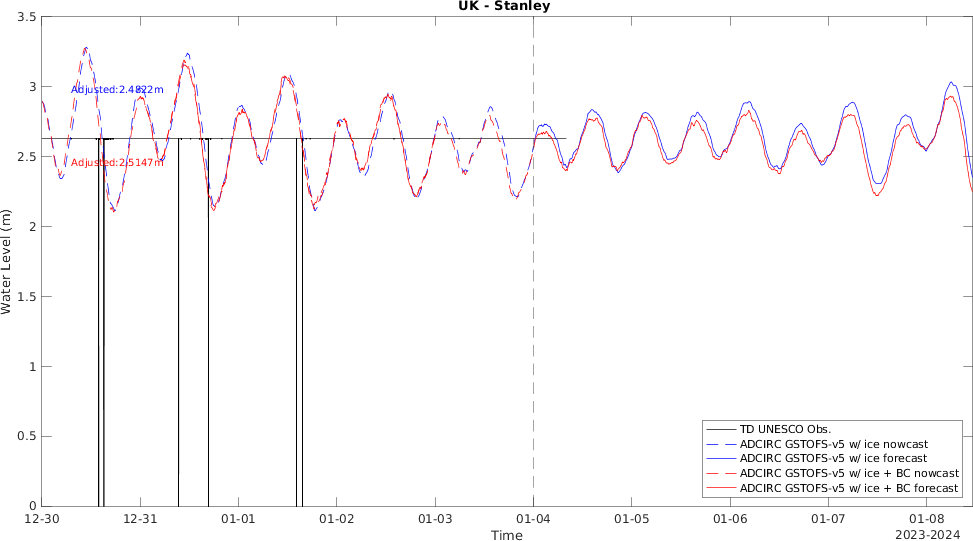 UK - Stanley
3.5
3
2.5
2
1.5
1
0.5
0
Water Level (m)
Adjusted:2.4822m
Adjusted:2.5147m
TD UNESCO Obs.
ADCIRC GSTOFS-v5 w/ ice nowcast
ADCIRC GSTOFS-v5 w/ ice forecast
ADCIRC GSTOFS-v5 w/ ice + BC nowcast
ADCIRC GSTOFS-v5 w/ ice + BC forecast
12-30 12-31 01-01 01-02 01-03 01-04 01-05 01-06 01-07 01-08
Time
2023-2024